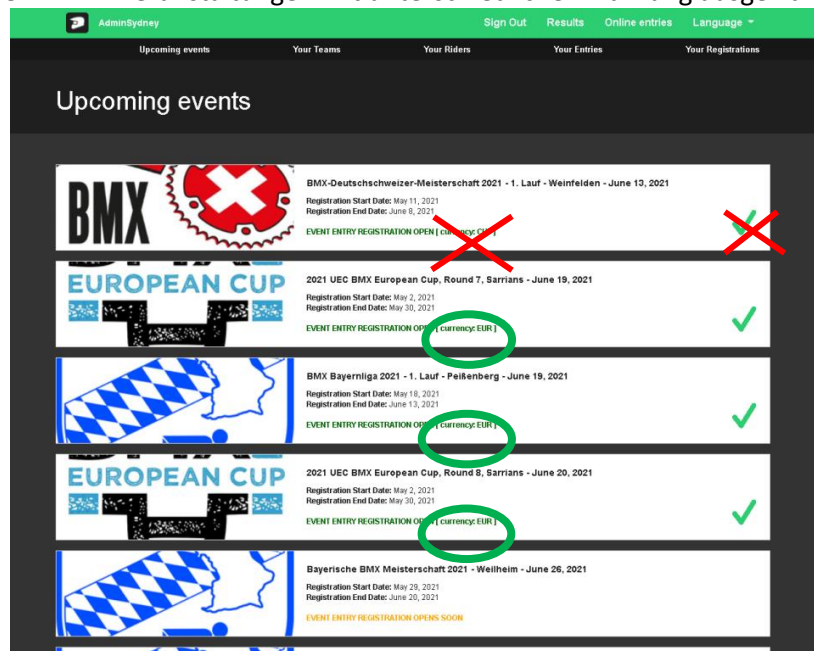 AdminSydney
Sign Out Results Online entries Language
Upcoming events Your Teams Your Riders Your Entries Your Registrations
Upcoming events
BMX
BMX-Deutschschweizer-Meisterschaft 2021 - 1. Lauf - Weinfelden - June 13, 2021
Registration Start Date: May 11, 2021
Registration End Date: June 8, 2021
EVENT ENTRY REGISTRATION OPEN [ currency: ]
EUROPEAN CUP
2021 UEC BMX European Cup, Round 7, Sarrians - June 19, 2021
Registration Start Date: May 2, 2021
Registration End Date: May 30, 2021
EVENT ENTRY REGISTRATION OPEN [ currency: EUR ]
BMX Bayernliga 2021 - 1. Lauf - Peißenberg - June 19, 2021
Registration Start Date: May 18, 2021
Registration End Date: June 13, 2021
EVENT ENTRY REGISTRATION OPEN [ currency: EUR ]
EUROPEAN CUP
2021 UEC BMX European Cup, Round 8, Sarrians - June 20, 2021
Registration Start Date: May 2, 2021
Registration End Date: May 30, 2021
EVENT ENTRY REGISTRATION OPEN [ currency: EUR ]
Bayerische BMX Meisterschaft 2021 - Weilheim - June 26, 2021
Registration Start Date: May 29, 2021
Registration End Date: June 20, 2021
EVENT ENTRY REGISTRATION OPENS SOON